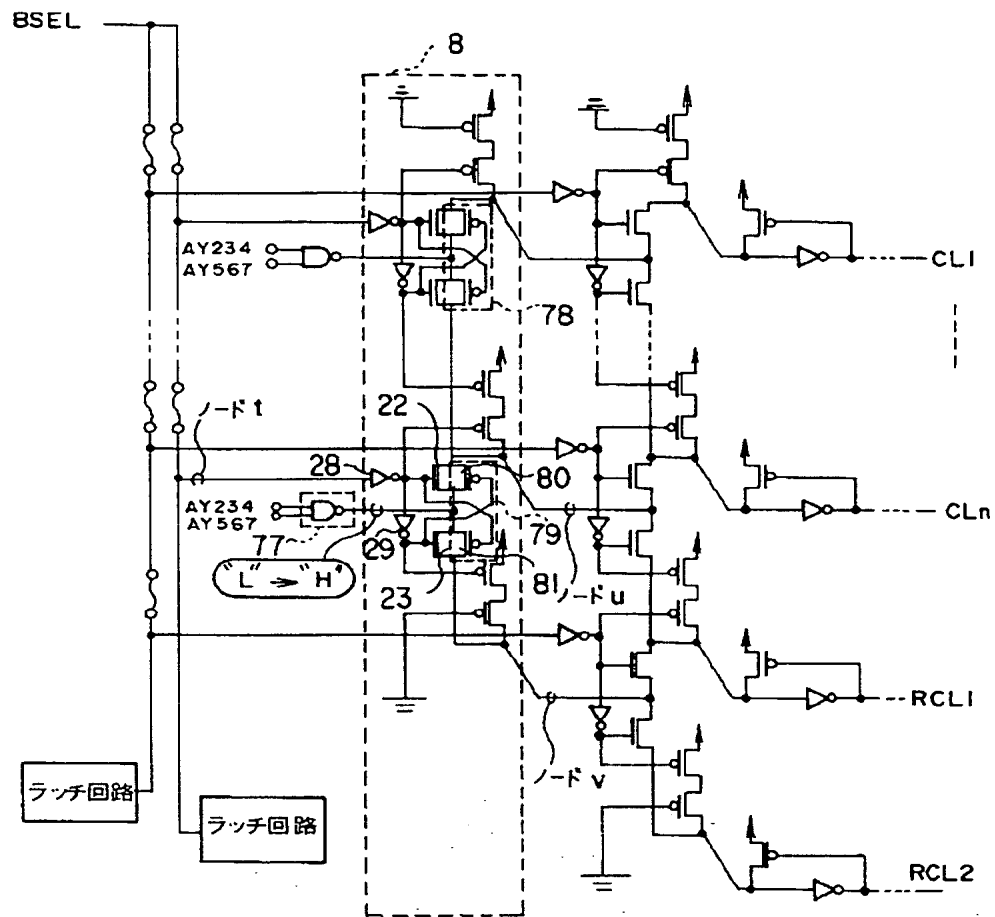 BSEL
8
AY234
AY567
CL1
78
ノードt
22
28
80
AY234
AY567
CLn
77
29
79
"L" → "H"
23
81
ノードu
RCL1
ノードv
ラッチ回路
ラッチ回路
RCL2